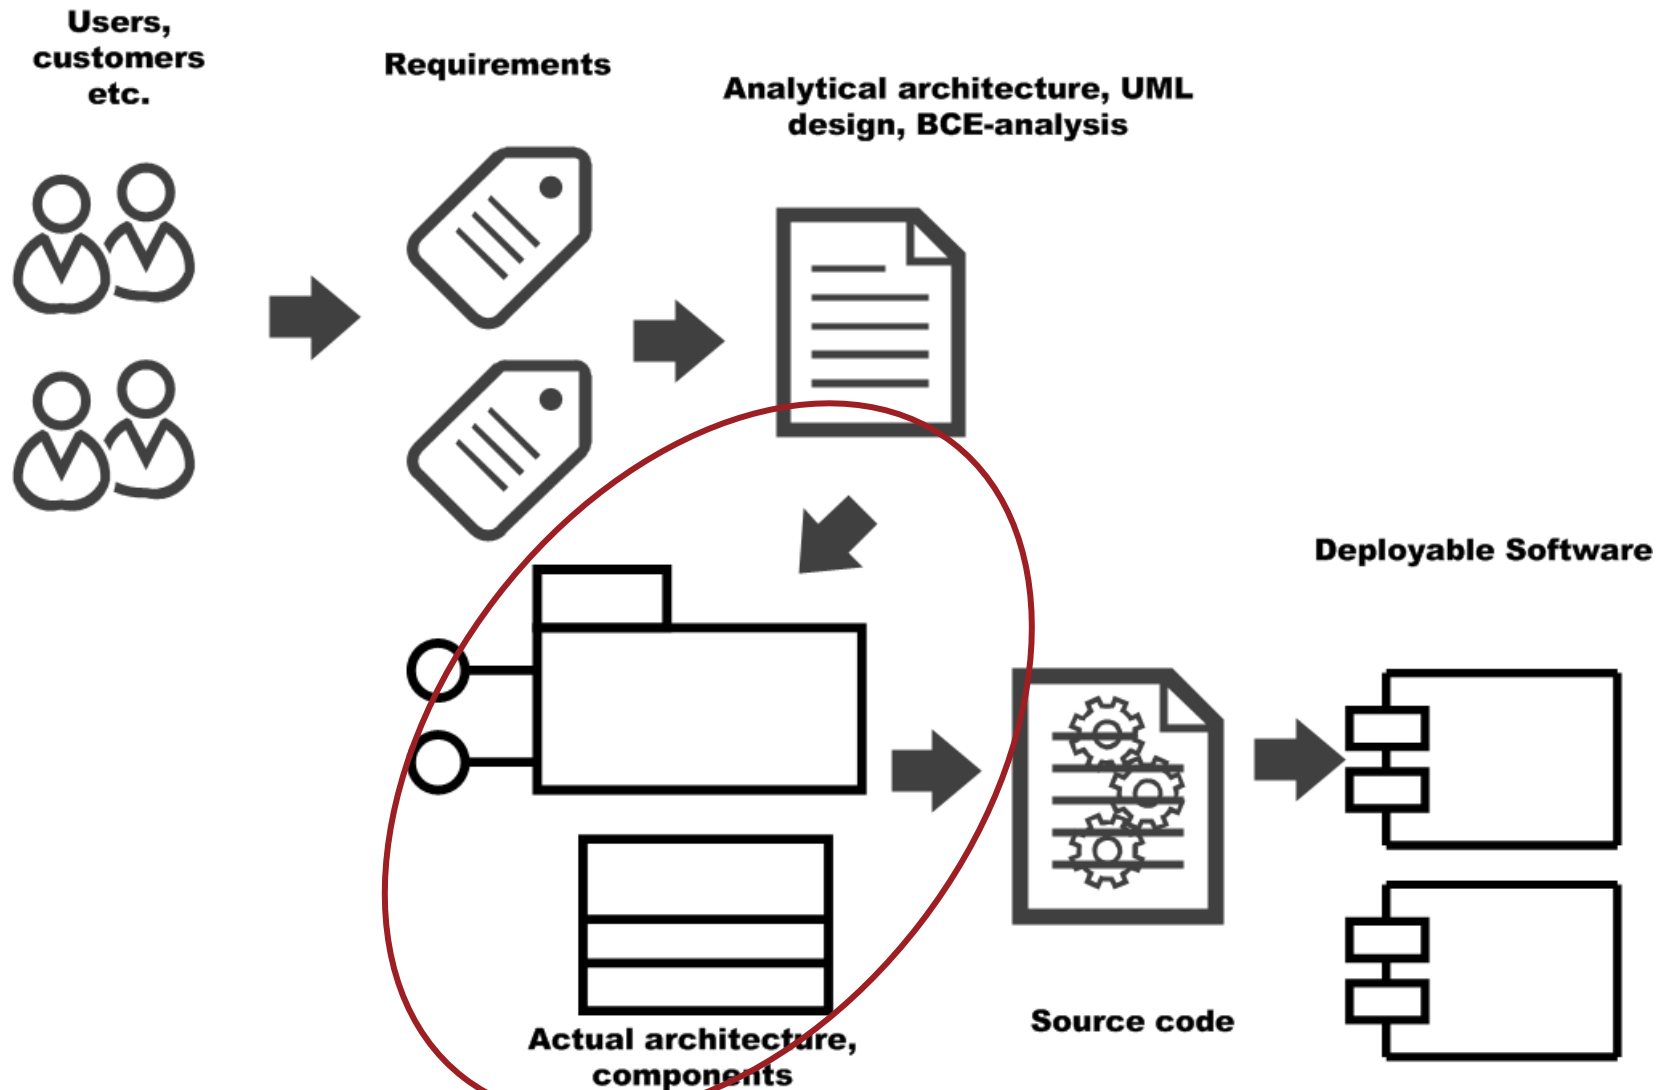 Users,
customers
etc.
Requirements
Analytical architecture, UML
design, BCE-analysis
Deployable Software
Source code
Actual architecture,
components